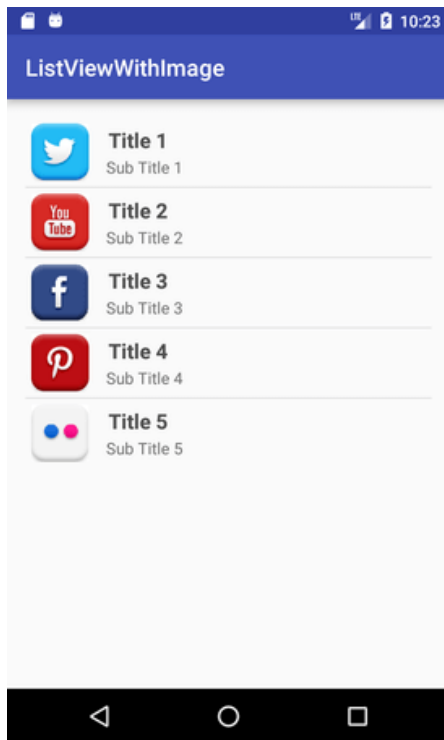 LTE 10:23
ListViewWithImage
Title 1
Sub Title 1
You
Tube
Title 2
Sub Title 2
f
Title 3
Sub Title 3
Title 4
Sub Title 4
Title 5
Sub Title 5